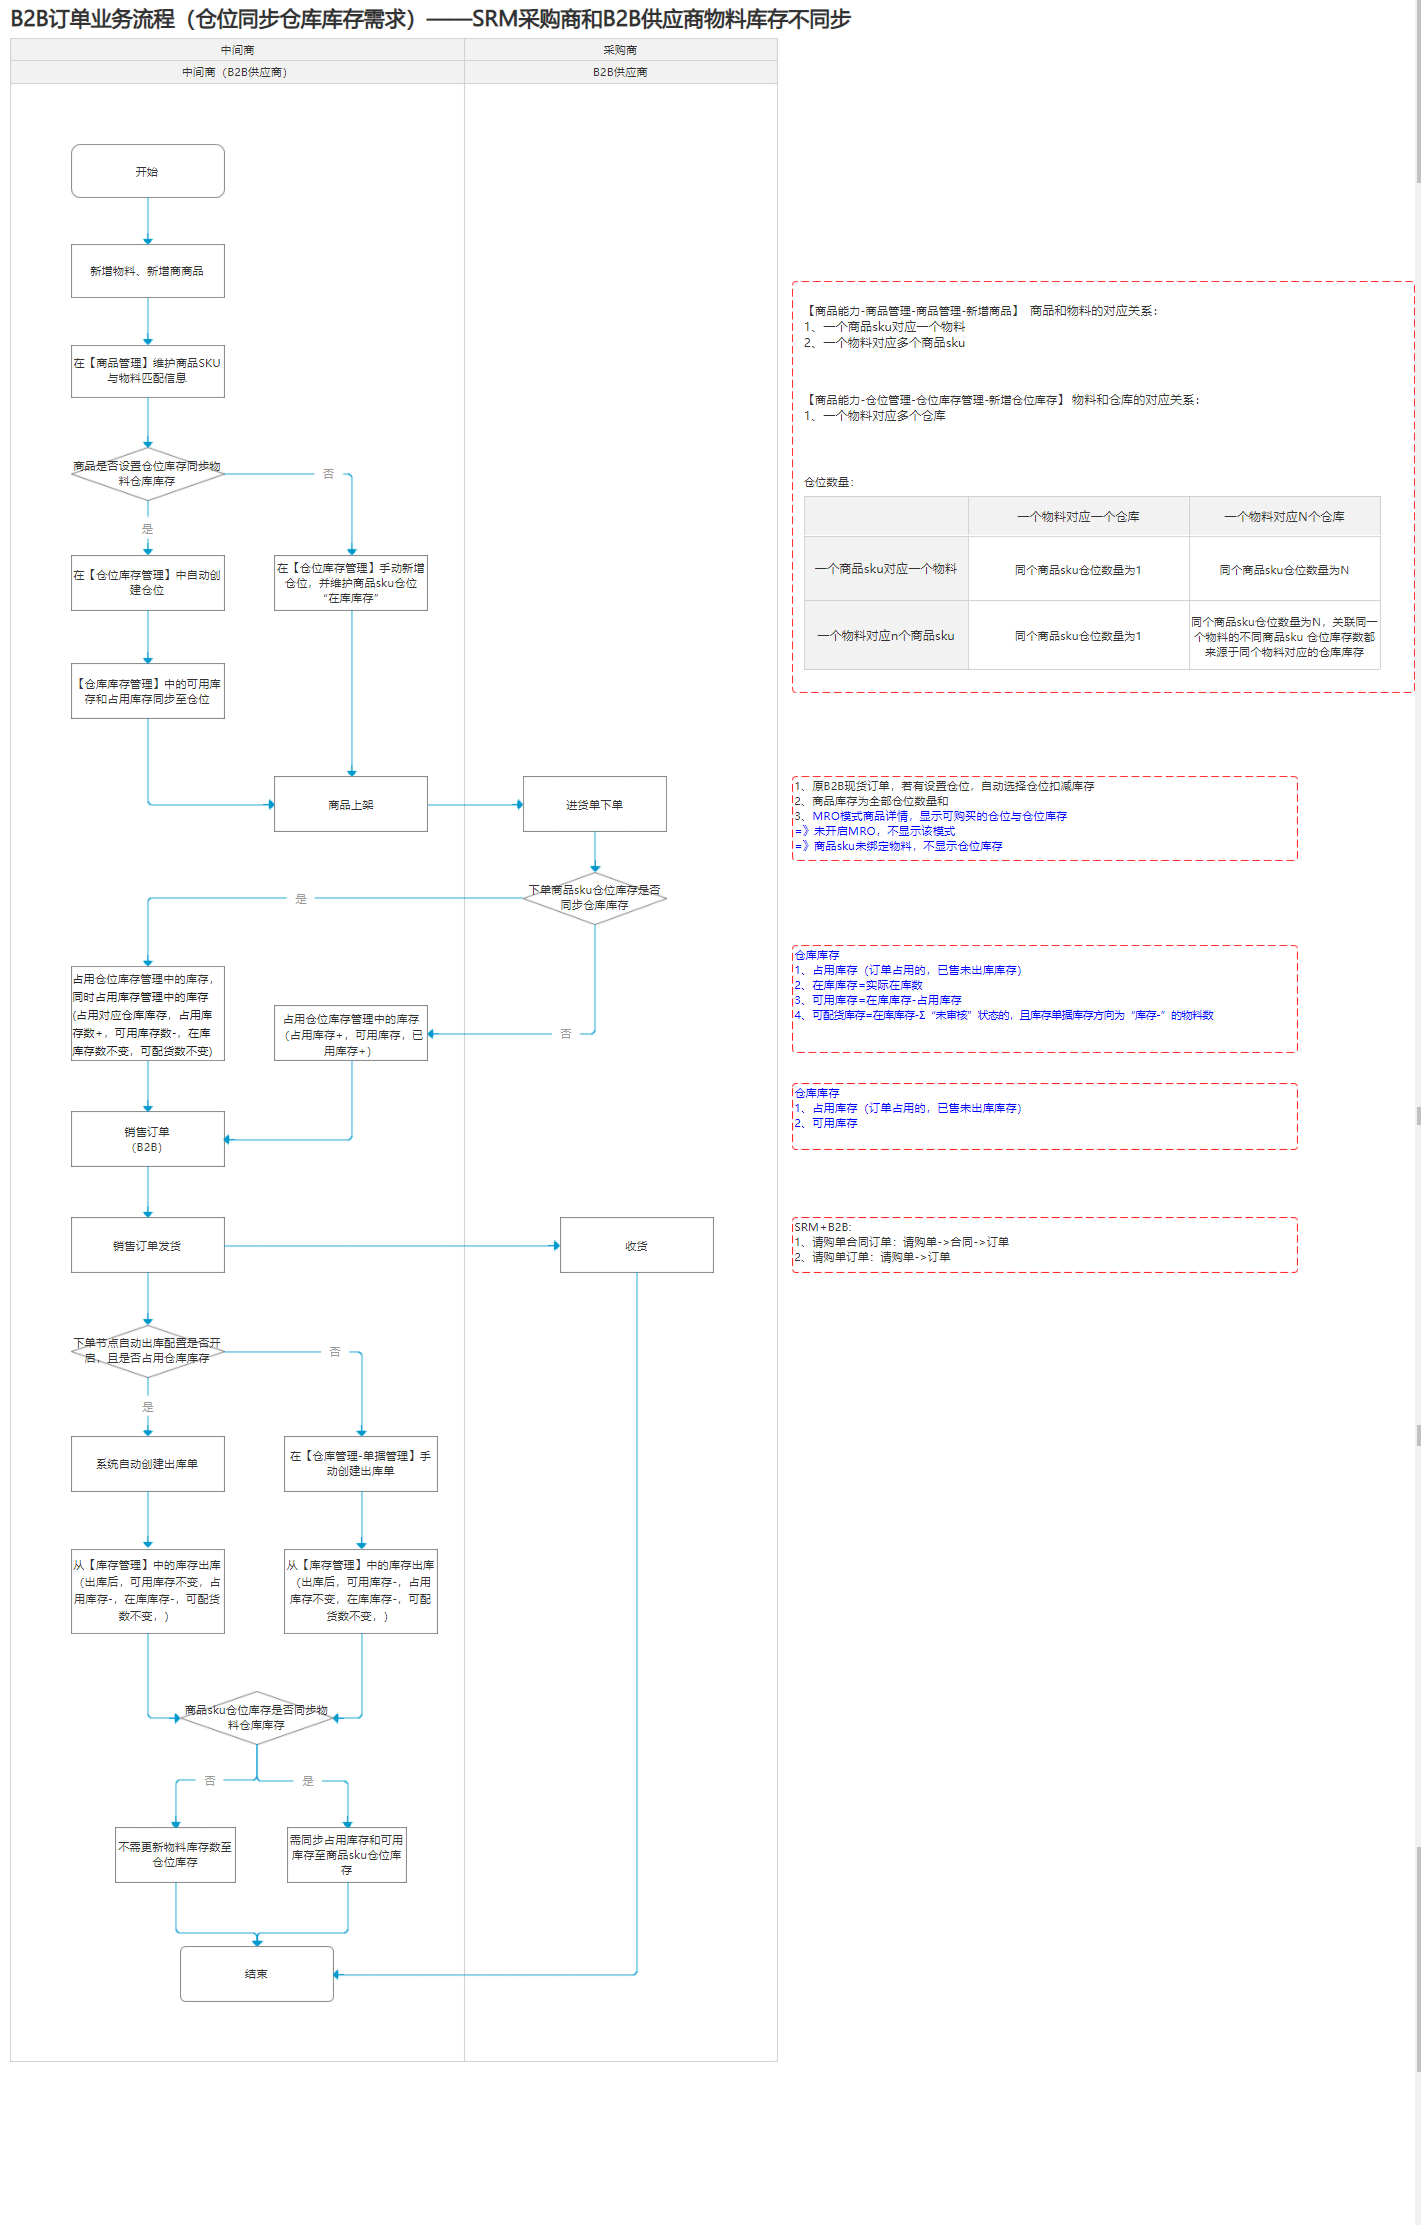 B2B订单业务流程（仓位同步仓库库存需求）——SRM采购商和B2B供应商物料库存不同步
中间商
采购商
中间商（B2B供应商）
B2B供应商
开始
新增物料、新增商商品
在【商品管理】维护商品SKU
与物料匹配信息
商品是否设置仓位库存同步物
料仓库库存
否
是
在【仓位库存管理】中自动创
建仓位
在【仓位库存管理】手动新增
仓位，并维护商品sku仓位
“在库库存”
【仓库库存管理】中的可用库
存和占用库存同步至仓位
商品上架
进货单下单
下单商品sku仓位库存是否
同步仓库库存
是
占用仓位库存管理中的库存，
同时占用库存管理中的库存
(占用对应仓库库存，占用库
存数+，可用库存数-，在库
库存数不变，可配货数不变)
占用仓位库存管理中的库存
（占用库存+，可用库存，已
用库存+）
否
销售订单
（B2B）
销售订单发货
收货
下单节点自动出库配置是否开
启，且是否占用仓库库存
否
是
系统自动创建出库单
在【仓库管理-单据管理】手
动创建出库单
从【库存管理】中的库存出库
（出库后，可用库存不变，占
用库存-，在库库存-，可配货
数不变，）
从【库存管理】中的库存出库
（出库后，可用库存-，占用
库存不变，在库库存-，可配
货数不变，）
商品sku仓位库存是否同步物
料仓库库存
否
是
不需更新物料库存数至
仓位库存
需同步占用库存和可用
库存至商品sku仓位库
存
结束
【商品能力-商品管理-商品管理-新增商品】 商品和物料的对应关系：
1、一个商品sku对应一个物料
2、一个物料对应多个商品sku
【商品能力-仓位管理-仓位库存管理-新增仓位库存】物料和仓库的对应关系：
1、一个物料对应多个仓库
仓位数量：
一个物料对应一个仓库
一个物料对应N个仓库
一个商品sku对应一个物料
同个商品sku仓位数量为1
同个商品sku仓位数量为N
一个物料对应n个商品sku
同个商品sku仓位数量为1
同个商品sku仓位数量为N，关联同一
个物料的不同商品sku 仓位库存数都
来源于同个物料对应的仓库库存
1、原B2B现货订单，若有设置仓位，自动选择仓位扣减库存
2、商品库存为全部仓位数量和
3、MRO模式商品详情，显示可购买的仓位与仓位库存
=》未开启MRO，不显示该模式
=》商品sku未绑定物料，不显示仓位库存
仓库库存
1、占用库存（订单占用的，已售未出库库存）
2、在库库存=实际在库数
3、可用库存=在库库存-占用库存
4、可配货库存=在库库存-Σ“未审核”状态的，且库存单据库存方向为“库存-”的物料数
仓库库存
1、占用库存（订单占用的，已售未出库库存）
2、可用库存
SRM+B2B:
1、请购单合同订单：请购单->合同->订单
2、请购单订单：请购单->订单